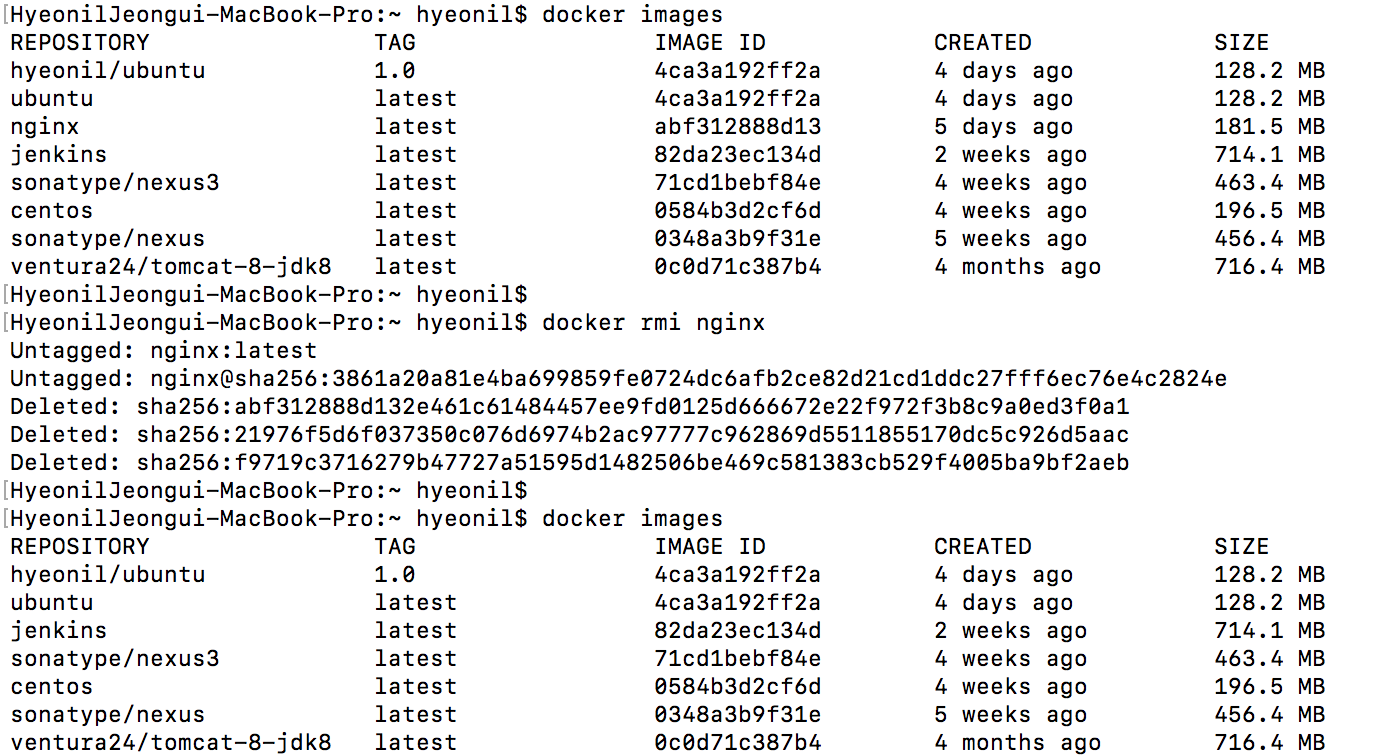 [HyeonilJeongui-MacBook-Pro:~ hyeonil$ docker images
REPOSITORY TAG IMAGE ID CREATED SIZE
hyeonil/ubuntu 1.0 4ca3a192ff2a 4 days ago 128.2 MB
ubuntu latest 4ca3a192ff2a 4 days ago 128.2 MB
nginx latest abf312888d13 5 days ago 181.5 MB
jenkins latest 82da23ec134d 2 weeks ago 714.1 MB
sonatype/nexus3 latest 71cd1bebf84e 4 weeks ago 463.4 MB
centos latest 0584b3d2cf6d 4 weeks ago 196.5 MB
sonatype/nexus latest 0348a3b9f31e 5 weeks ago 456.4 MB
ventura24/tomcat-8-jdk8 latest 0c0d71c387b4 4 months ago 716.4 MB
[HyeonilJeongui-MacBook-Pro:~ hyeonil$
[HyeonilJeongui-MacBook-Pro:~ hyeonil$ docker rmi nginx
Untagged: nginx:latest
Untagged: nginx@sha256:3861a20a81e4ba699859fe0724dc6afb2ce82d21cd1ddc27fff6ec76e4c2824e
Deleted: sha256:abf312888d132e461c61484457ee9fd0125d666672e22f972f3b8c9a0ed3f0a1
Deleted: sha256:21976f5d6f037350c076d6974b2ac97777c962869d5511855170dc5c926d5aac
Deleted: sha256:f9719c3716279b47727a51595d1482506be469c581383cb529f4005ba9bf2aeb
[HyeonilJeongui-MacBook-Pro:~ hyeonil$
[HyeonilJeongui-MacBook-Pro:~ hyeonil$ docker images
REPOSITORY TAG IMAGE ID CREATED SIZE
hyeonil/ubuntu 1.0 4ca3a192ff2a 4 days ago 128.2 MB
ubuntu latest 4ca3a192ff2a 4 days ago 128.2 MB
jenkins latest 82da23ec134d 2 weeks ago 714.1 MB
sonatype/nexus3 latest 71cd1bebf84e 4 weeks ago 463.4 MB
centos latest 0584b3d2cf6d 4 weeks ago 196.5 MB
sonatype/nexus latest 0348a3b9f31e 5 weeks ago 456.4 MB
ventura24/tomcat-8-jdk8 latest 0c0d71c387b4 4 months ago 716.4 MB